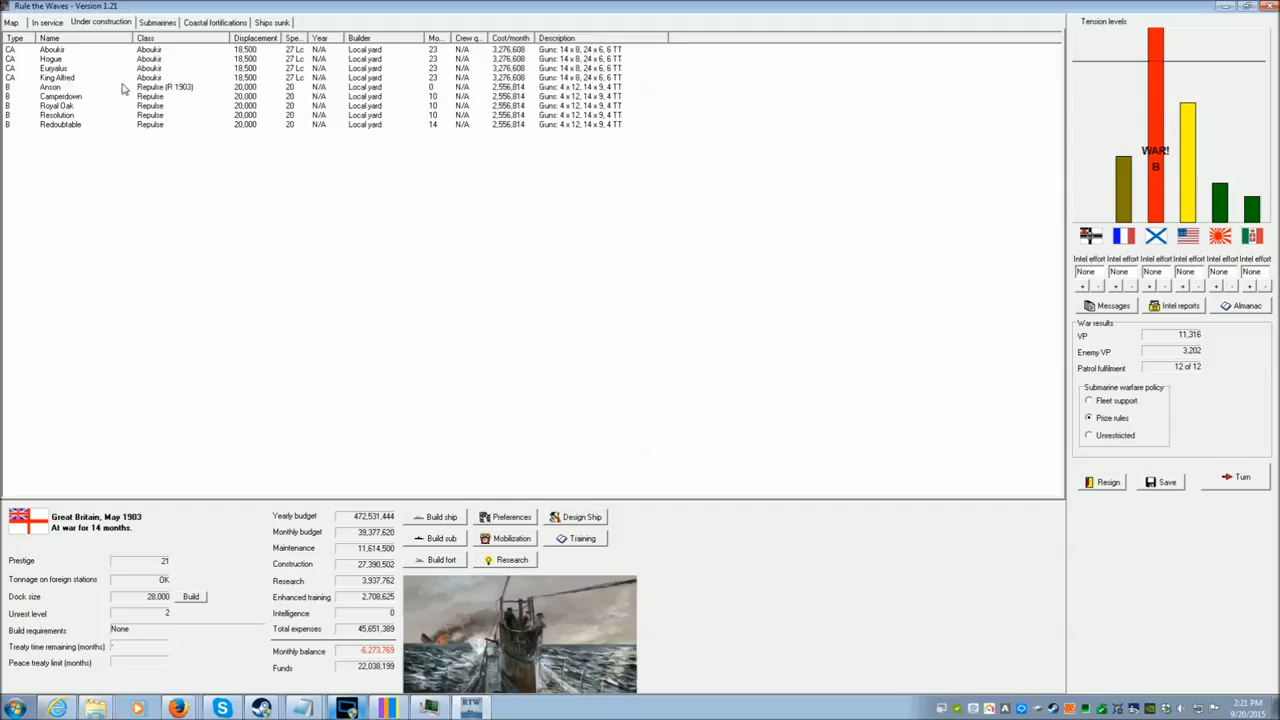 Rule the Waves - Version 1.21
Map In service Under construction Submarines Coastal fortifications Ships sunk
Type Name Class Displacement Spe... Year Builder Mo... Crew q... Cost/month Description
CA Aboukir Aboukir 18,500 27 Lc N/A Local yard 23 N/A 3,276,608 Guns: 14 x 8, 24 x 6, 6 TT
CA Hogue Aboukir 18,500 27 Lc N/A Local yard 23 N/A 3,276,608 Guns: 14 x 8, 24 x 6, 6 TT
CA Euryalus Aboukir 18,500 27 Lc N/A Local yard 23 N/A 3,276,608 Guns: 14 x 8, 24 x 6, 6 TT
CA King Alfred Aboukir 18,500 27 Lc N/A Local yard 23 N/A 3,276,608 Guns: 14 x 8, 24 x 6, 6 TT
B Anson Repulse (R 1903) 20,000 20 N/A Local yard 0 N/A 2,556,814 Guns: 4 x 12, 14 x 9, 4 TT
B Camperdown Repulse 20,000 20 N/A Local yard 10 N/A 2,556,814 Guns: 4 x 12, 14 x 9, 4 TT
B Royal Oak Repulse 20,000 20 N/A Local yard 10 N/A 2,556,814 Guns: 4 x 12, 14 x 9, 4 TT
B Resolution Repulse 20,000 20 N/A Local yard 10 N/A 2,556,814 Guns: 4 x 12, 14 x 9, 4 TT
B Redoutable Repulse 20,000 20 N/A Local yard 14 N/A 2,556,814 Guns: 4 x 12, 14 x 9, 4 TT
Tension levels
WAR!
B
Intel effort Intel effort Intel effort Intel effort Intel effort Intel effort
None None None None None None
+ - + - + - + - + - + -
Messages Intel reports Almanac
War results
VP 11,316
Enemy VP 3,202
Patrol fulfilment 12 of 12
Submarine warfare policy
Fleet support
Prize rules
Unrestricted
Resign Save Turn
Great Britain, May 1903
At war for 14 months.
Prestige 21
Tonnage on foreign stations OK
Dock size 28,000 Build
Unrest level 2
Build requirements None
Treaty time remaining (months) -
Peace treaty limit (months)
Yearly budget 472,531,444
Monthly budget 39,377,620
Maintenance 11,614,500
Construction 27,390,502
Research 3,937,762
Enhanced training 2,708,625
Intelligence 0
Total expenses 45,651,389
Monthly balance -6,273,769
Funds 22,038,199
Build ship Preferences Design Ship
Build sub Mobilization Training
Build fort Research
RTW
2:21 PM
9/20/2015